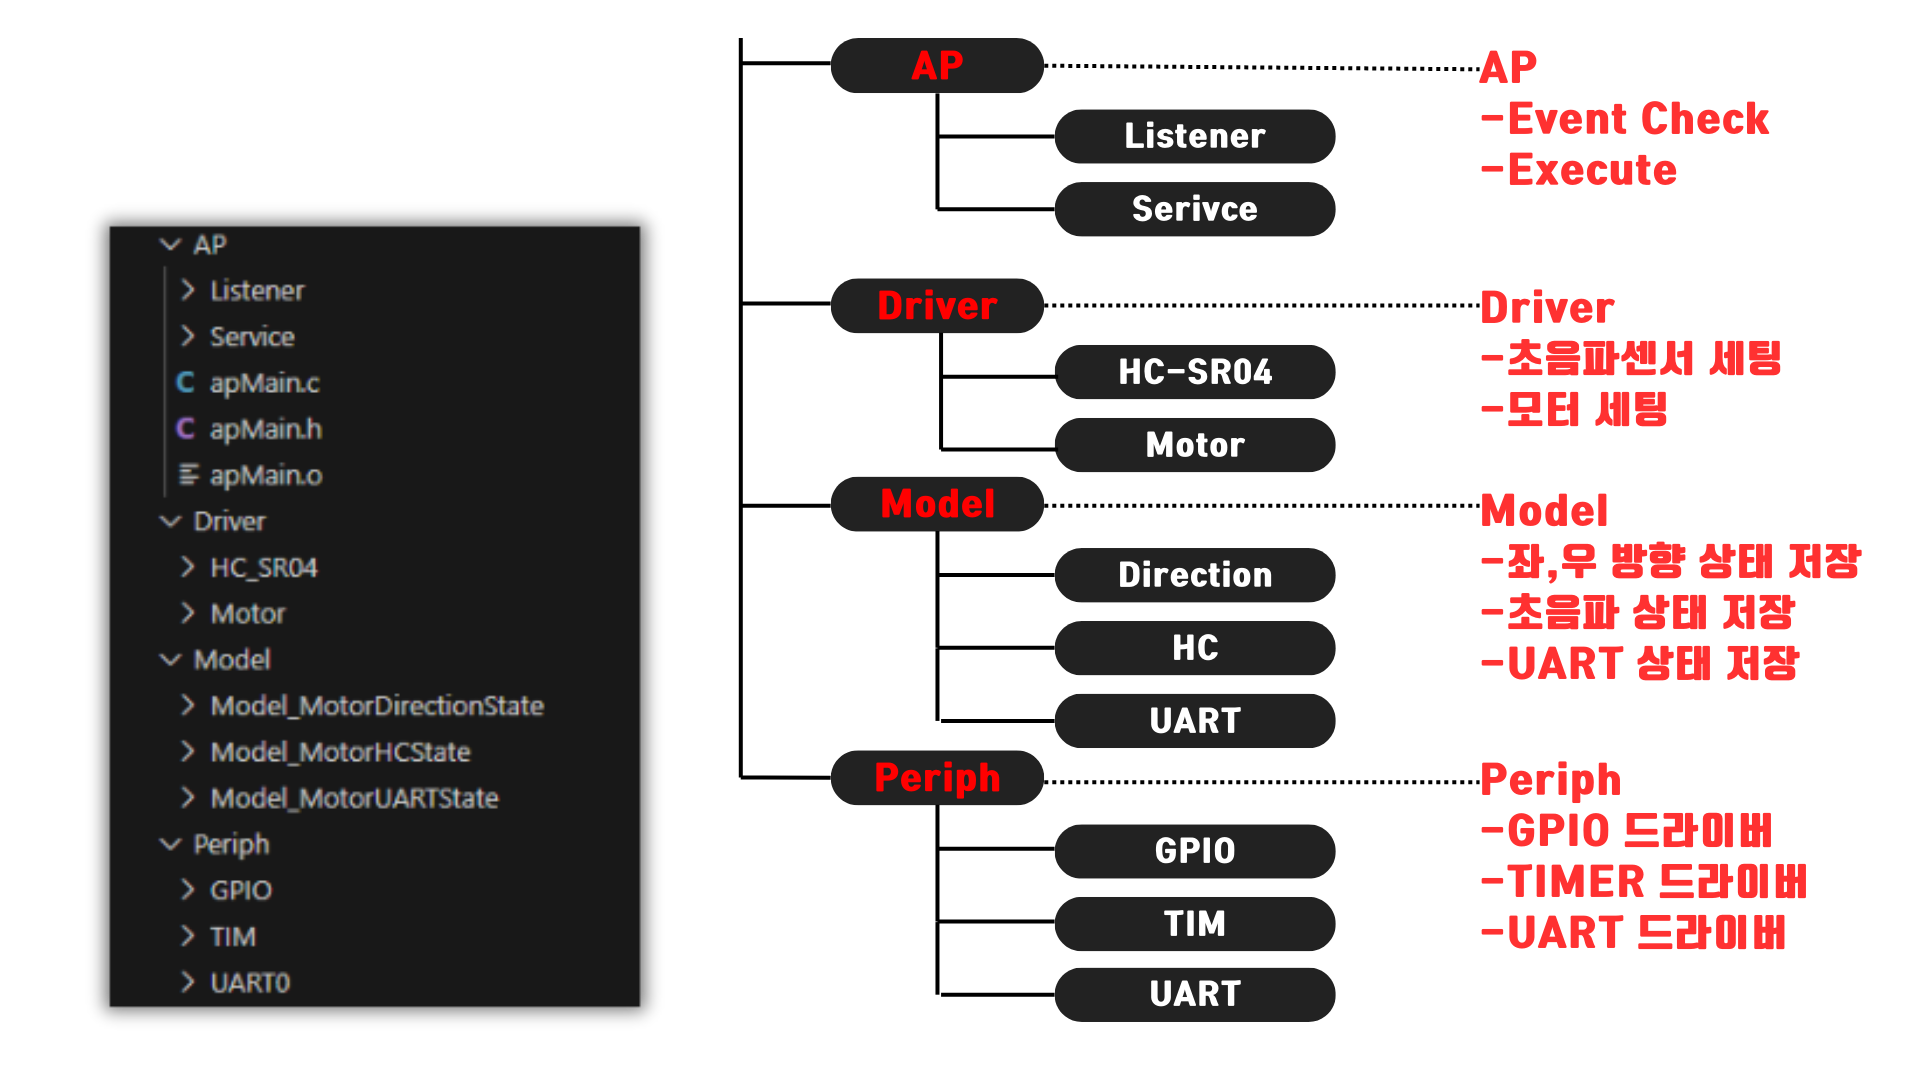 AP
Listener
Service
apMain.c
apMain.h
apMain.o
Driver
HC_SR04
Motor
Model
Model_MotorDirectionState
Model_MotorHCState
Model_MotorUARTState
Periph
GPIO
TIM
UART0
AP
Listener
Serivce
Driver
HC-SR04
Motor
Model
Direction
HC
UART
Periph
GPIO
TIM
UART
AP
-Event Check
-Execute
Driver
-초음파센서 세팅
-모터 세팅
Model
-좌,우 방향 상태 저장
-초음파 상태 저장
-UART 상태 저장
Periph
-GPIO 드라이버
-TIMER 드라이버
-UART 드라이버